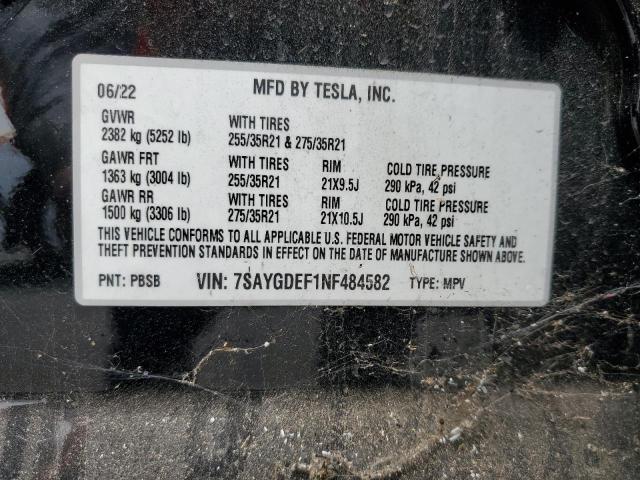 06/22 MFD BY TESLA, INC.
GVWR WITH TIRES
2382 kg (5252 lb) 255/35R21 & 275/35R21
GAWR FRT WITH TIRES RIM COLD TIRE PRESSURE
1363 kg (3004 lb) 255/35R21 21X9.5J 290 kPa, 42 psi
GAWR RR WITH TIRES RIM COLD TIRE PRESSURE
1500 kg (3306 lb) 275/35R21 21X10.5J 290 kPa, 42 psi
THIS VEHICLE CONFORMS TO ALL APPLICABLE U.S. FEDERAL MOTOR VEHICLE SAFETY AND
THEFT PREVENTION STANDARDS IN EFFECT ON THE DATE OF MANUFACTURE SHOWN ABOVE.
PNT: PBSB VIN: 7SAYGDEF1NF484582 TYPE: MPV